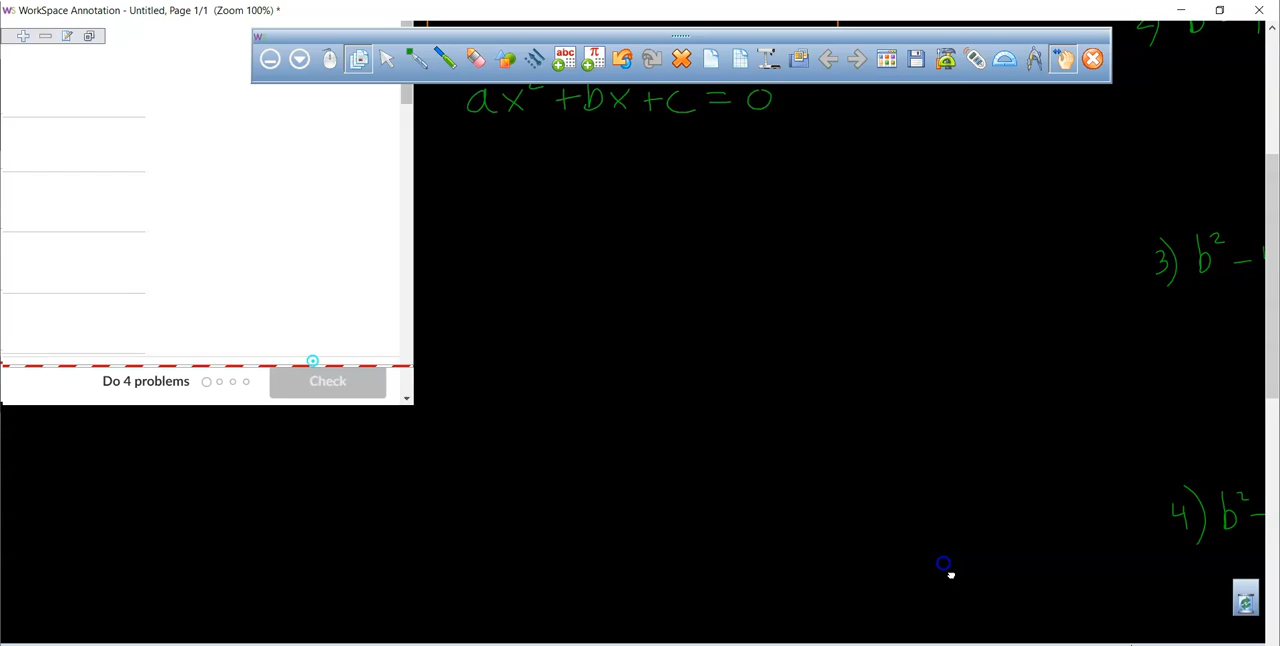 WorkSpace Annotation - Untitled, Page 1/1 (Zoom 100%) *
abc
π
ax² + bx + c = 0
3) b² -
Do 4 problems
Check
4) b² -